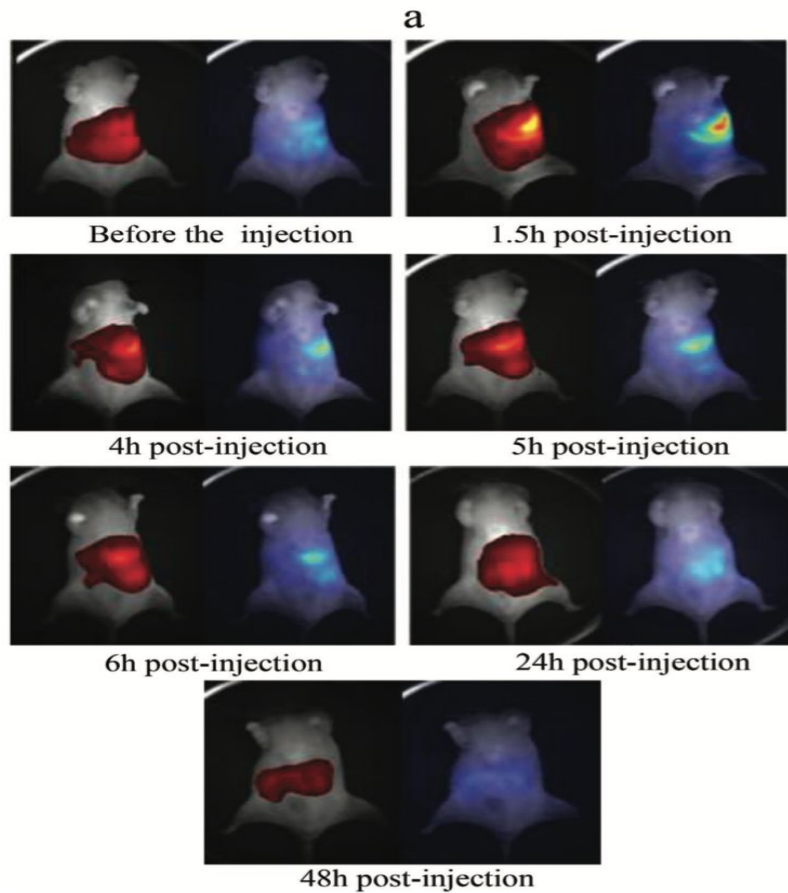 a
Before the injection
1.5h post-injection
4h post-injection
5h post-injection
6h post-injection
24h post-injection
48h post-injection